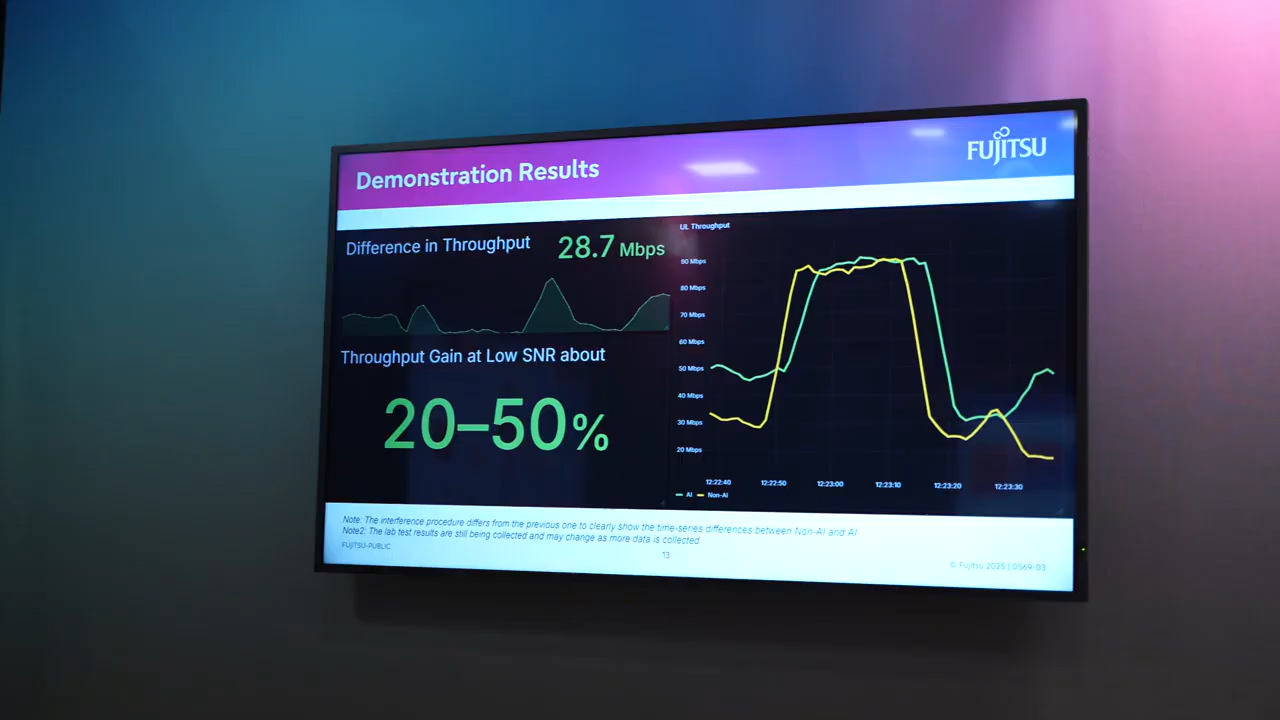 Demonstration Results
FUJITSU
Difference in Throughput
28.7 Mbps
Throughput Gain at Low SNR about
20–50%
UL Throughput
90 Mbps
80 Mbps
70 Mbps
60 Mbps
50 Mbps
40 Mbps
30 Mbps
20 Mbps
12:22:40 12:22:50 12:23:00 12:23:10 12:23:20 12:23:30
AI Non-AI
Note: The interference procedure differs from the previous one to clearly show the time-series differences between Non-AI and AI
Note2: The lab test results are still being collected and may change as more data is collected
FUJITSU-PUBLIC
13
© Fujitsu 2025 | 0569-03